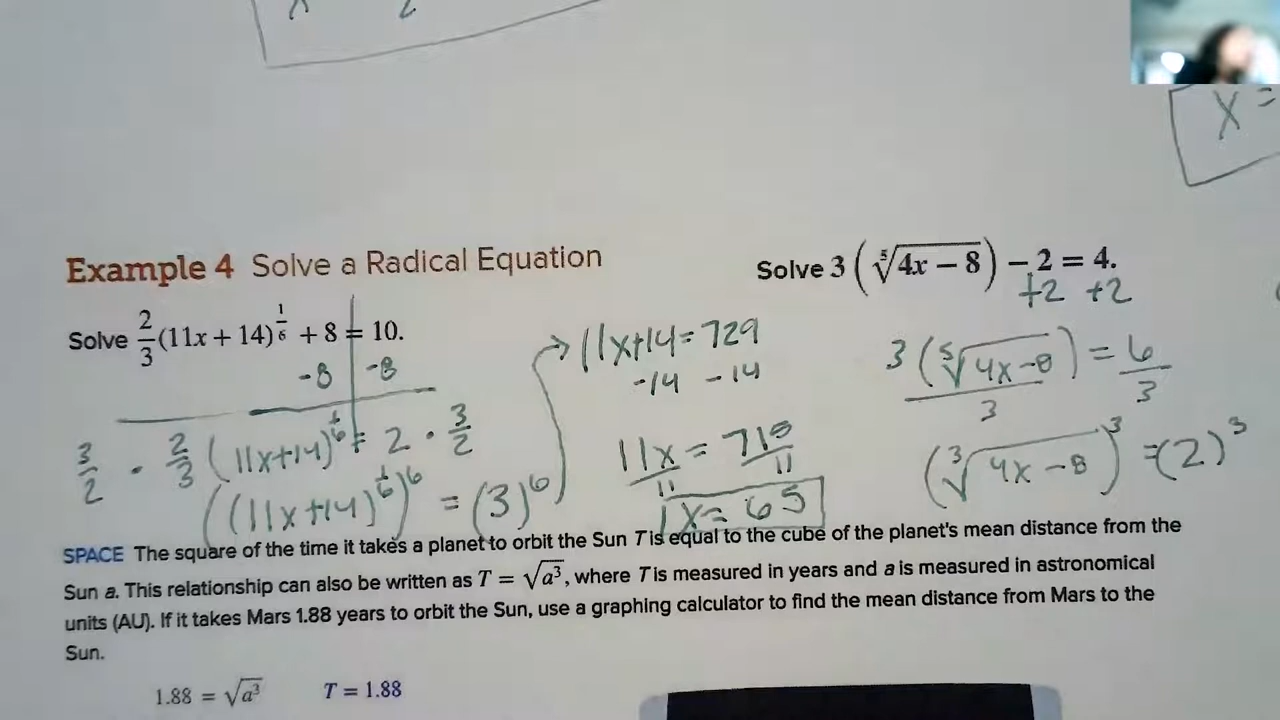 x 2
x =
Example 4 Solve a Radical Equation
Solve 2/3(11x + 14)^1/6 + 8 = 10.
-8 -8
3/2 · 2/3 (11x+14)^1/6 = 2 · 3/2
((11x+14)^1/6)^6 = (3)^6
→ 11x+14 = 729
-14 -14
11x = 715
11 11
x = 65
Solve 3(⁵√4x − 8) − 2 = 4.
+2 +2
3(⁵√4x-8) = 6
3 3
(³√4x-8)^3 = (2)^3
SPACE The square of the time it takes a planet to orbit the Sun T is equal to the cube of the planet's mean distance from the
Sun a. This relationship can also be written as T = √a³, where T is measured in years and a is measured in astronomical
units (AU). If it takes Mars 1.88 years to orbit the Sun, use a graphing calculator to find the mean distance from Mars to the
Sun.
1.88 = √a³ T = 1.88